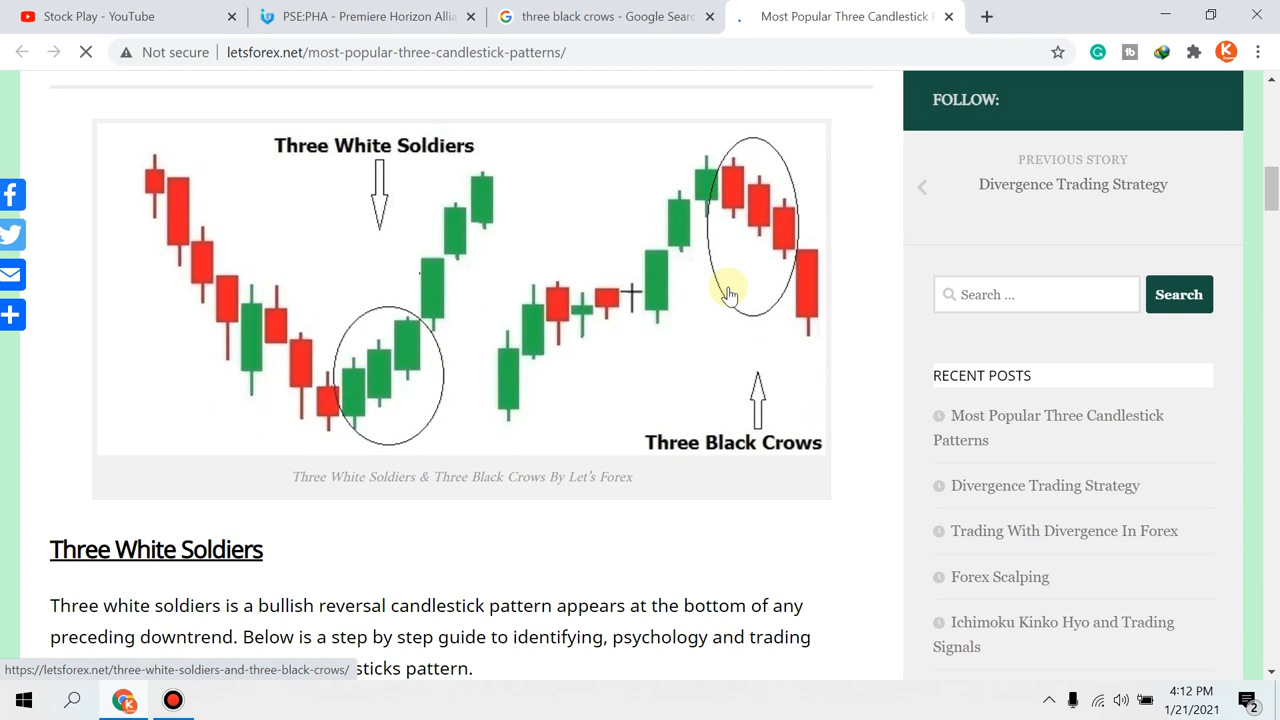 Stock Play - YouTube
PSE:PHA - Premiere Horizon Allia
three black crows - Google Searc
Most Popular Three Candlestick P
Not secure
letsforex.net/most-popular-three-candlestick-patterns/
Three White Soldiers
Three Black Crows
Three White Soldiers & Three Black Crows By Let's Forex
Three White Soldiers
Three white soldiers is a bullish reversal candlestick pattern appears at the bottom of any
preceding downtrend. Below is a step by step guide to identifying, psychology and trading
sticks pattern.
https://letsforex.net/three-white-soldiers-and-three-black-crows/
FOLLOW:
PREVIOUS STORY
Divergence Trading Strategy
Search ...
Search
RECENT POSTS
Most Popular Three Candlestick
Patterns
Divergence Trading Strategy
Trading With Divergence In Forex
Forex Scalping
Ichimoku Kinko Hyo and Trading
Signals
4:12 PM
1/21/2021
2